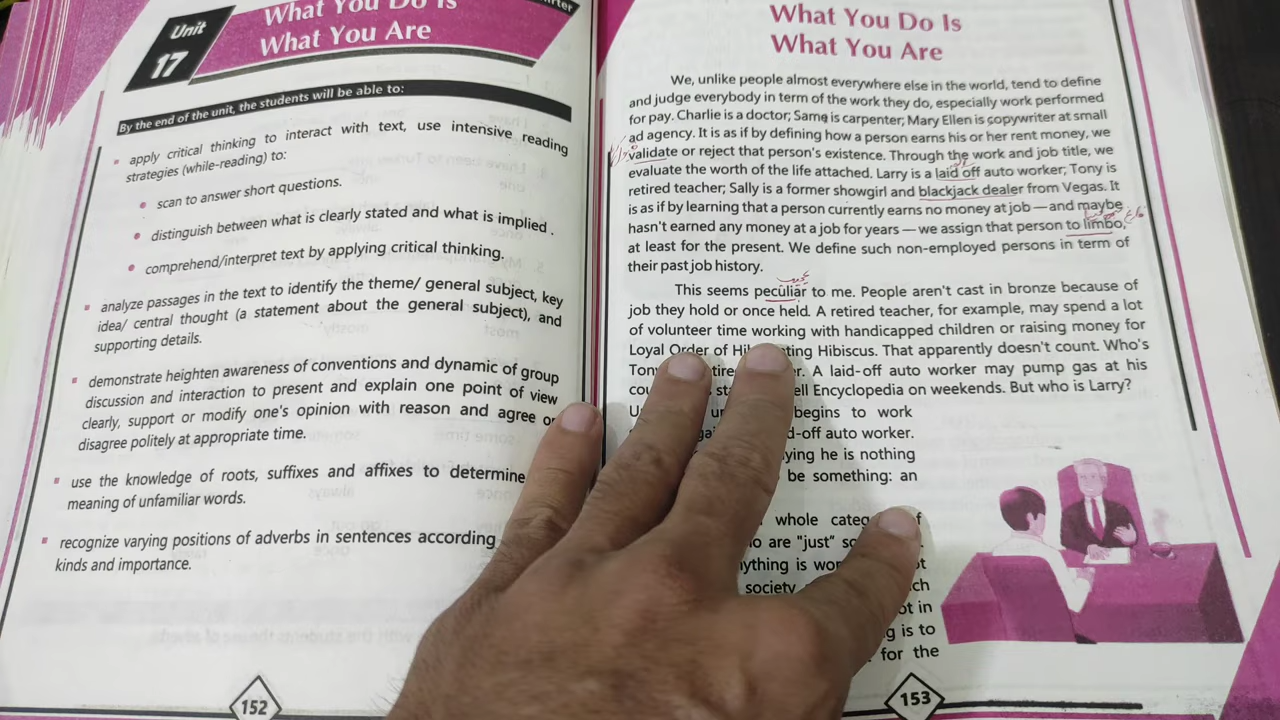 Unit
17
What You Do Is
What You Are
By the end of the unit, the students will be able to:
apply critical thinking to interact with text, use intensive reading
strategies (while-reading) to:
scan to answer short questions.
distinguish between what is clearly stated and what is implied .
comprehend/interpret text by applying critical thinking.
analyze passages in the text to identify the theme/ general subject, key
idea/ central thought (a statement about the general subject), and
supporting details.
demonstrate heighten awareness of conventions and dynamic of group
discussion and interaction to present and explain one point of view
clearly, support or modify one's opinion with reason and agree or
disagree politely at appropriate time.
use the knowledge of roots, suffixes and affixes to determine
meaning of unfamiliar words.
recognize varying positions of adverbs in sentences according
kinds and importance.
152
What You Do Is
What You Are
We, unlike people almost everywhere else in the world, tend to define
and judge everybody in term of the work they do, especially work performed
for pay. Charlie is a doctor; Same is carpenter; Mary Ellen is copywriter at small
ad agency. It is as if by defining how a person earns his or her rent money, we
validate or reject that person's existence. Through the work and job title, we
evaluate the worth of the life attached. Larry is a laid off auto worker; Tony is
retired teacher; Sally is a former showgirl and blackjack dealer from Vegas. It
is as if by learning that a person currently earns no money at job — and maybe
hasn't earned any money at a job for years — we assign that person to limbo,
at least for the present. We define such non-employed persons in term of
their past job history.
This seems peculiar to me. People aren't cast in bronze because of
job they hold or once held. A retired teacher, for example, may spend a lot
of volunteer time working with handicapped children or raising money for
Loyal Order of Hibernating Hibiscus. That apparently doesn't count. Who's
A laid-off auto worker may pump gas at his
Encyclopedia on weekends. But who is Larry?
begins to work
auto worker.
he is nothing
be something: an
whole
are "just"
society
in
is to
for the
153